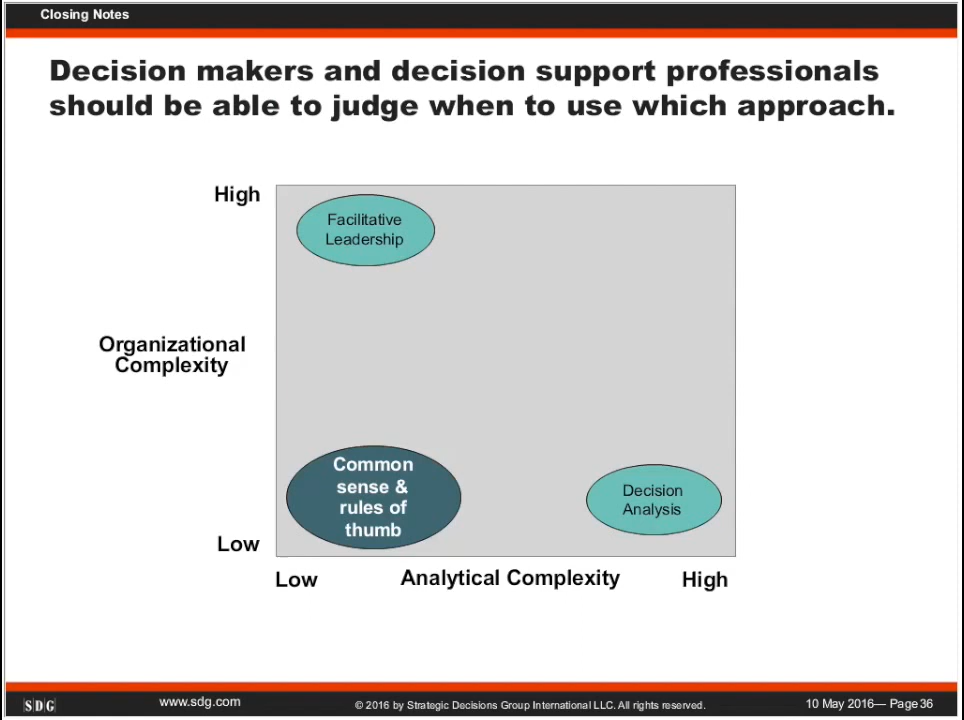 Closing Notes
Decision makers and decision support professionals
should be able to judge when to use which approach.
High
Facilitative
Leadership
Organizational
Complexity
Common
sense &
rules of
thumb
Decision
Analysis
Low
Low
Analytical Complexity
High
SDG
www.sdg.com
© 2016 by Strategic Decisions Group International LLC. All rights reserved.
10 May 2016— Page 36